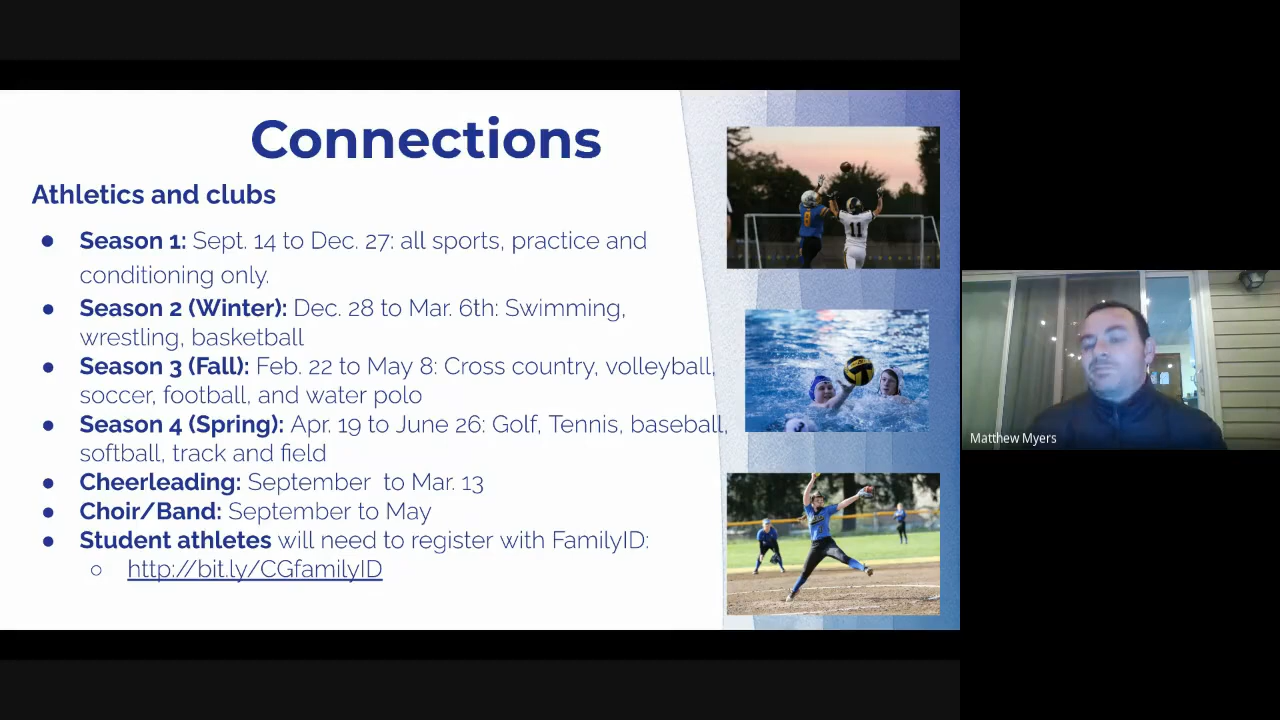 Connections
Athletics and clubs
● Season 1: Sept. 14 to Dec. 27: all sports, practice and
conditioning only.
● Season 2 (Winter): Dec. 28 to Mar. 6th: Swimming,
wrestling, basketball
● Season 3 (Fall): Feb. 22 to May 8: Cross country, volleyball,
soccer, football, and water polo
● Season 4 (Spring): Apr. 19 to June 26: Golf, Tennis, baseball,
softball, track and field
● Cheerleading: September to Mar. 13
● Choir/Band: September to May
● Student athletes will need to register with FamilyID:
○ http://bit.ly/CGfamilyID
8
11
Matthew Myers